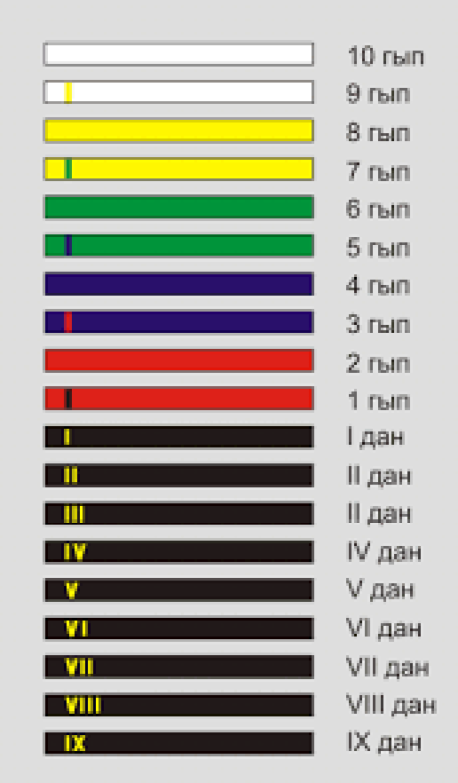 10 гып
9 гып
8 гып
7 гып
6 гып
5 гып
4 гып
3 гып
2 гып
1 гып
I I дан
II II дан
III II дан
IV IV дан
V V дан
VI VI дан
VII VII дан
VIII VIII дан
IX IX дан